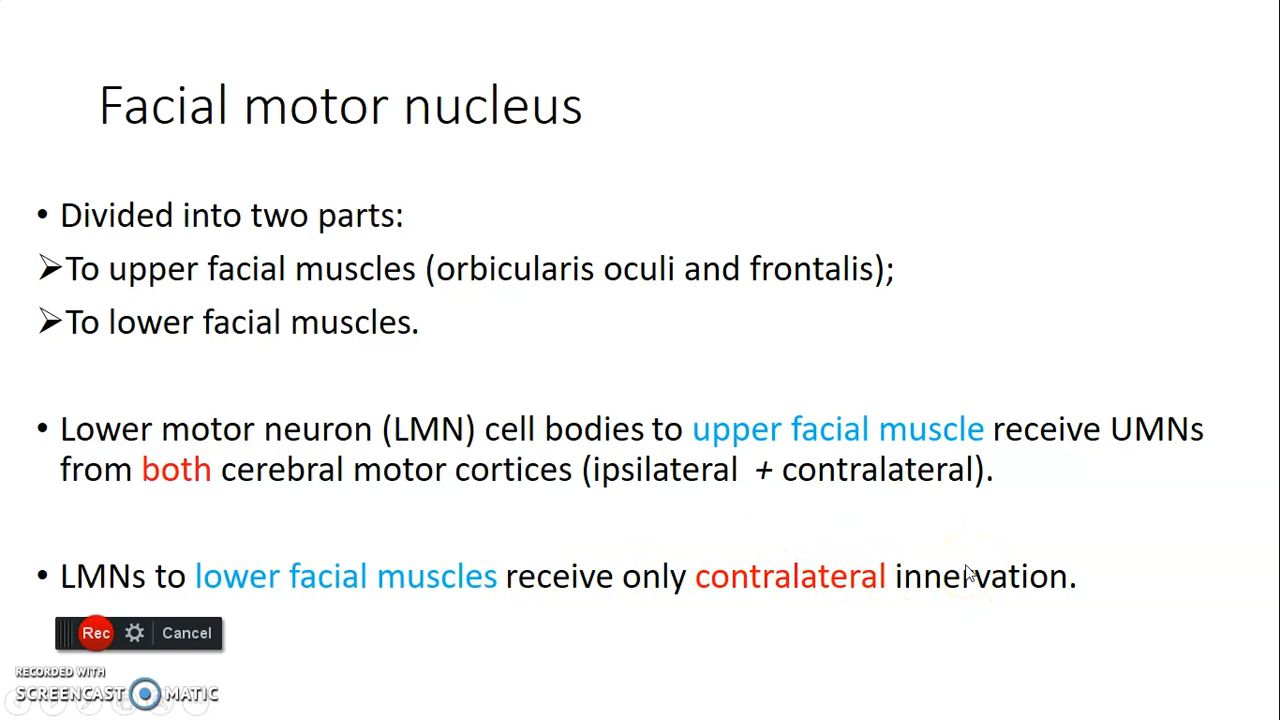 Facial motor nucleus
• Divided into two parts:
➢To upper facial muscles (orbicularis oculi and frontalis);
➢To lower facial muscles.
• Lower motor neuron (LMN) cell bodies to upper facial muscle receive UMNs
from both cerebral motor cortices (ipsilateral + contralateral).
• LMNs to lower facial muscles receive only contralateral innervation.
Rec Cancel
RECORDED WITH
SCREENCAST MATIC